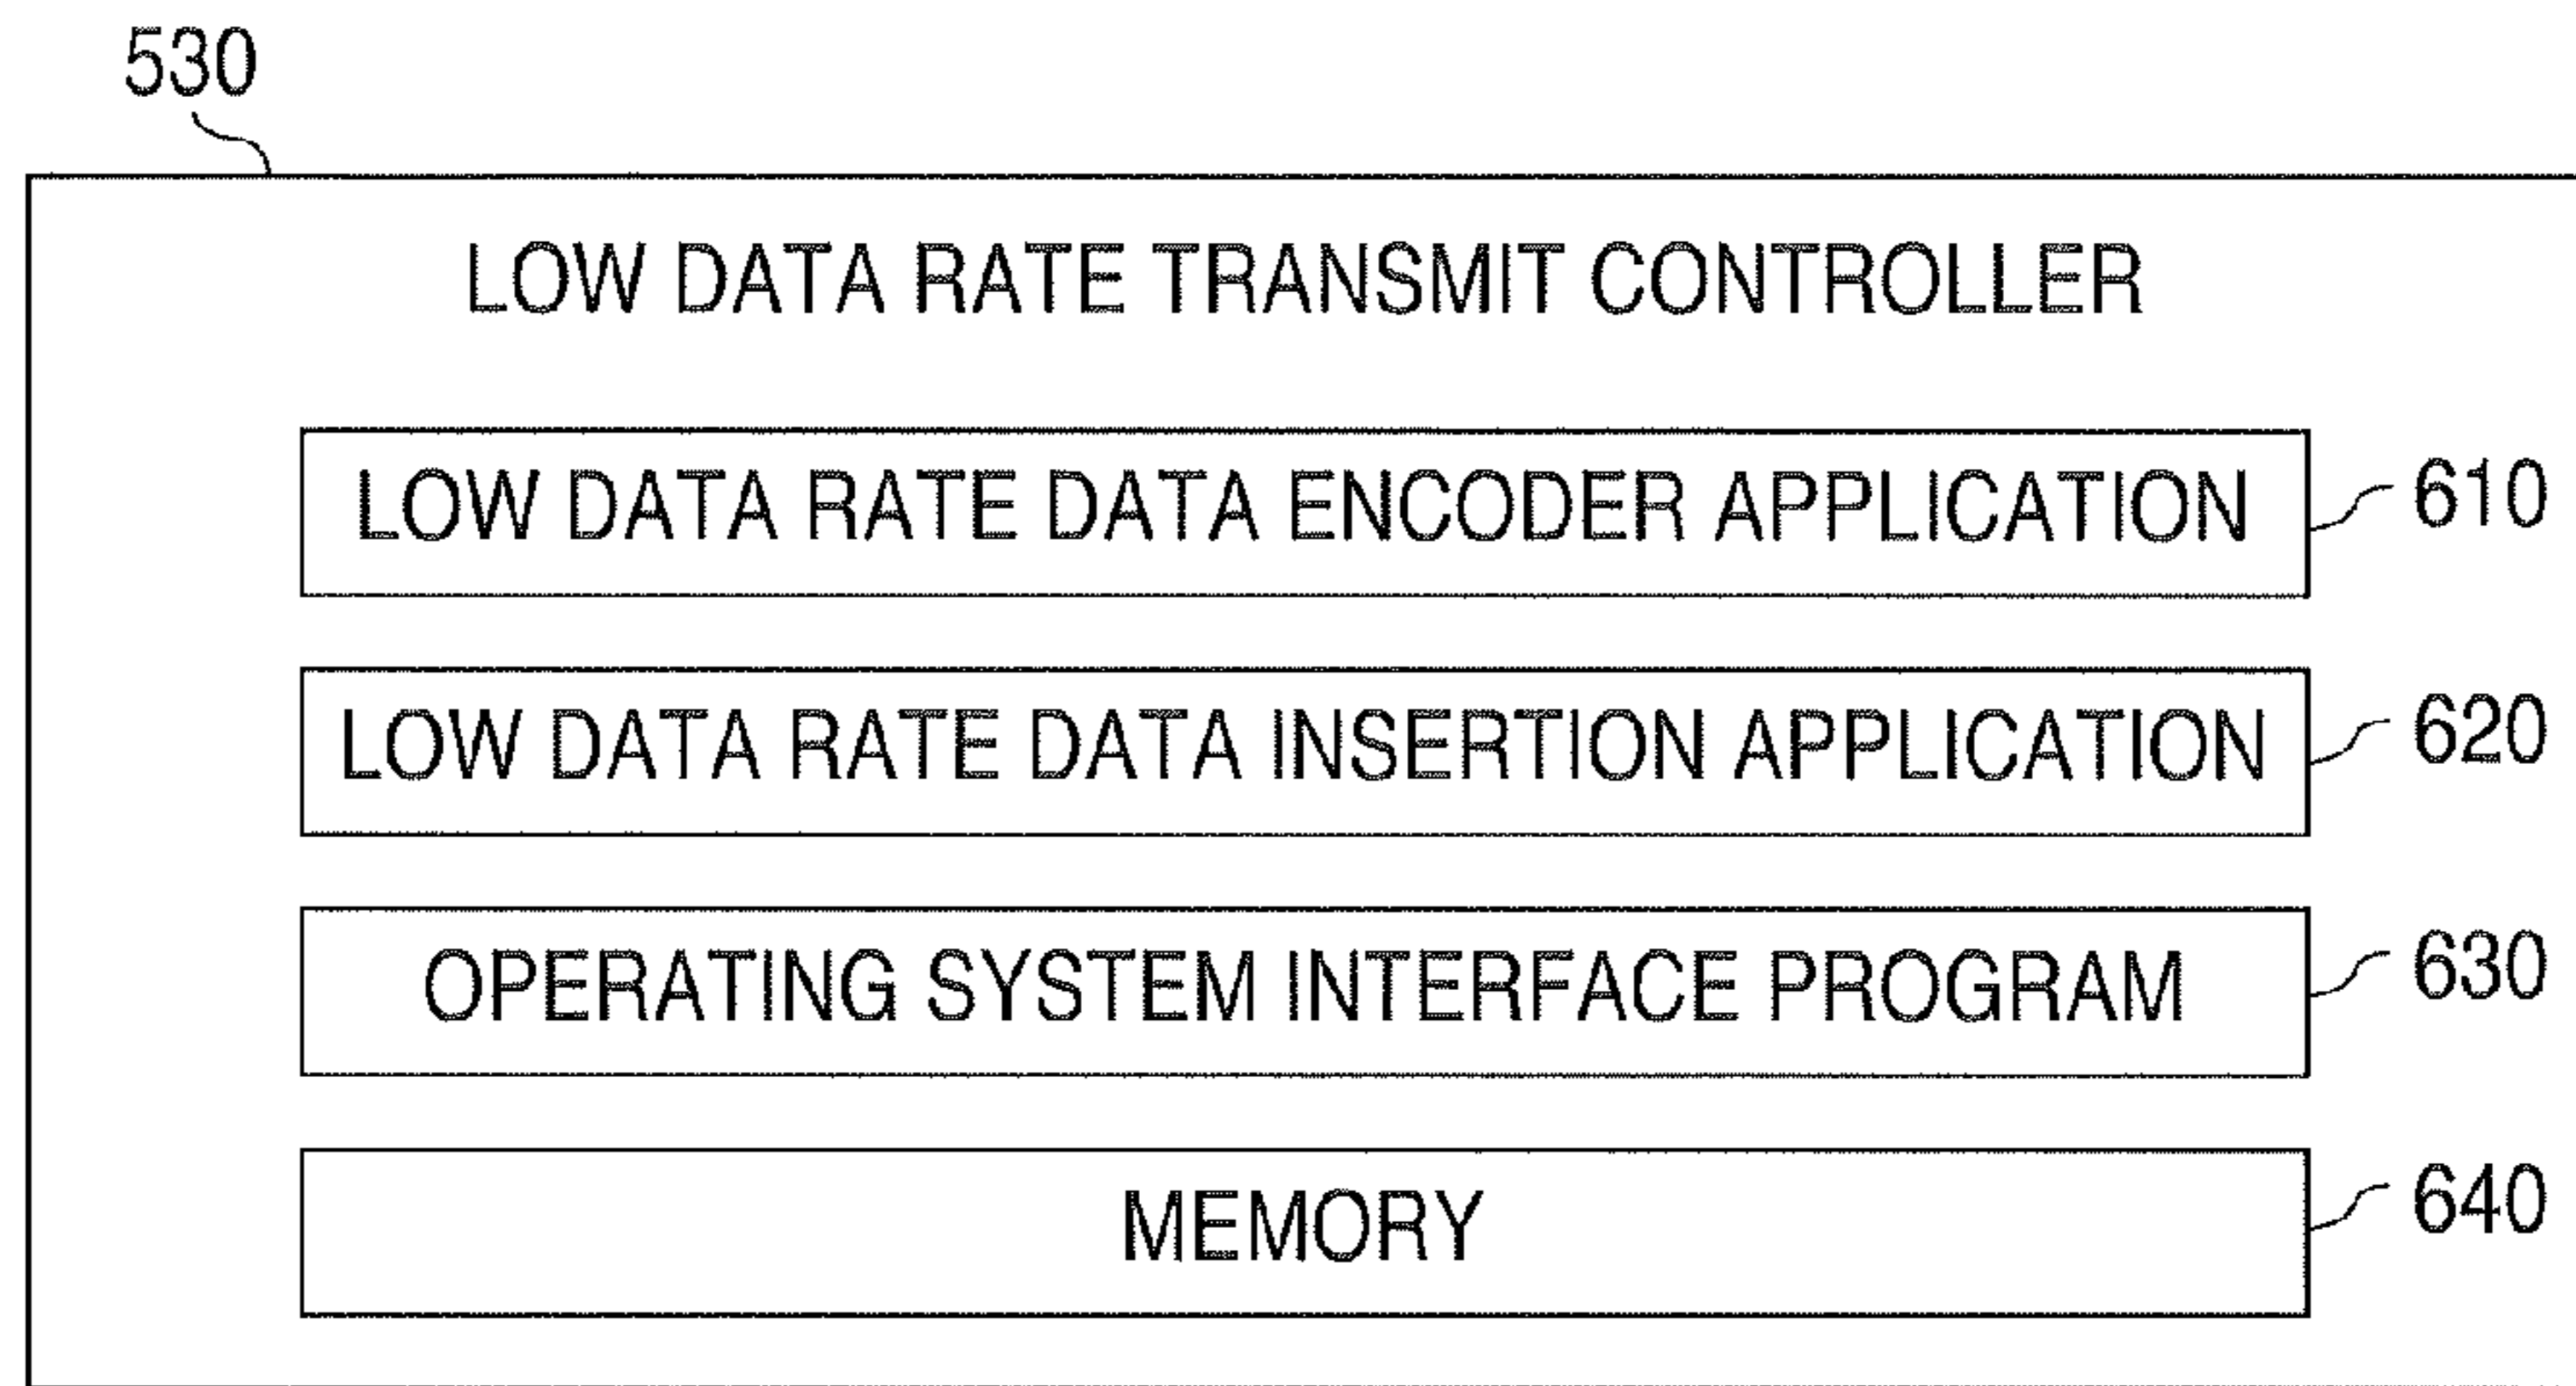 530
LOW DATA RATE TRANSMIT CONTROLLER
LOW DATA RATE DATA ENCODER APPLICATION 610
LOW DATA RATE DATA INSERTION APPLICATION 620
OPERATING SYSTEM INTERFACE PROGRAM 630
MEMORY 640